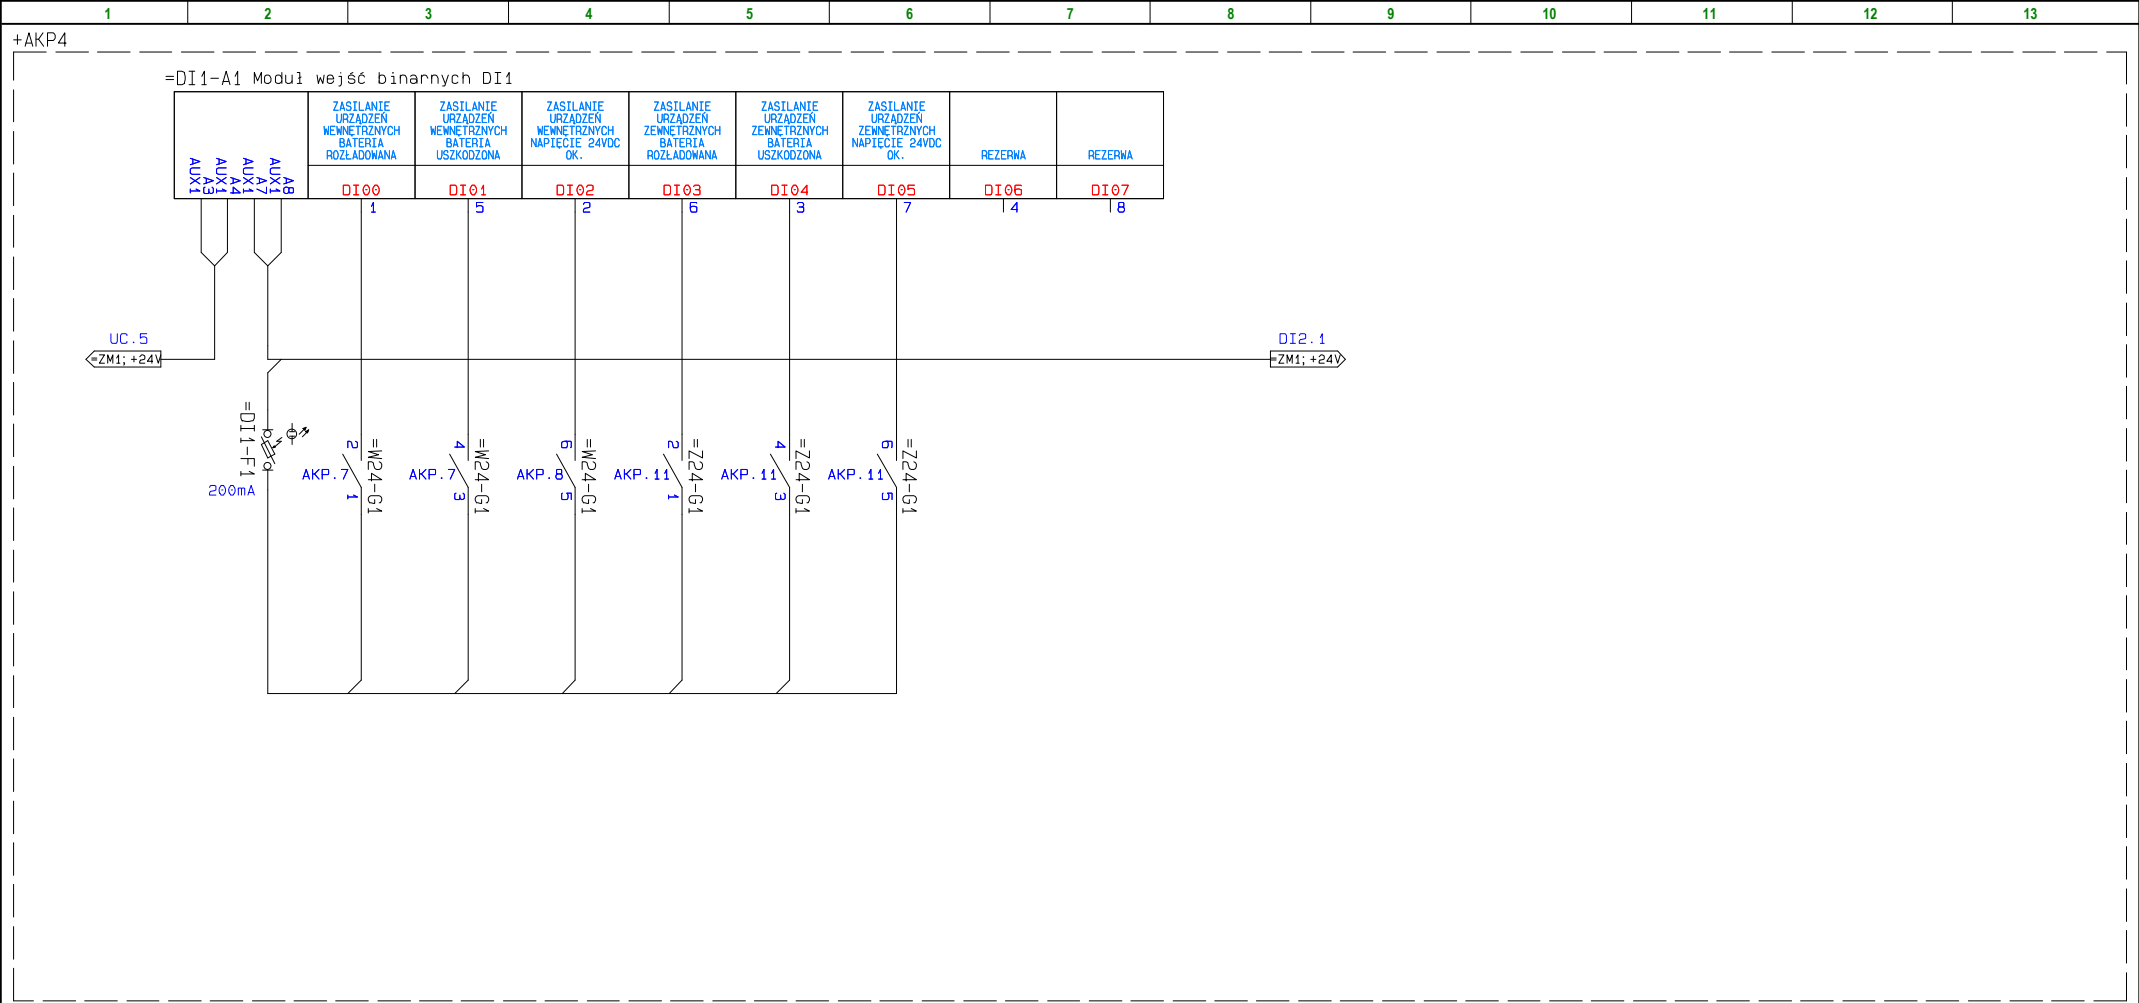 1 2 3 4 5 6 7 8 9 10 11 12 13
+AKP4
=DI1-A1 Moduł wejść binarnych DI1
AUX1
A3
AUX1
A4
AUX1
A7
AUX1
A8
ZASILANIE
URZĄDZEŃ
WEWNĘTRZNYCH
BATERIA
ROZŁADOWANA
ZASILANIE
URZĄDZEŃ
WEWNĘTRZNYCH
BATERIA
USZKODZONA
ZASILANIE
URZĄDZEŃ
WEWNĘTRZNYCH
NAPIĘCIE 24VDC
OK.
ZASILANIE
URZĄDZEŃ
ZEWNĘTRZNYCH
BATERIA
ROZŁADOWANA
ZASILANIE
URZĄDZEŃ
ZEWNĘTRZNYCH
BATERIA
USZKODZONA
ZASILANIE
URZĄDZEŃ
ZEWNĘTRZNYCH
NAPIĘCIE 24VDC
OK.
REZERWA
REZERWA
DI00 DI01 DI02 DI03 DI04 DI05 DI06 DI07
1 5 2 6 3 7 4 8
UC.5
=ZM1; +24V
DI2.1
=ZM1; +24V
=DI1-F1
200mA
2
AKP.7
1
=W24-G1
4
AKP.7
3
=W24-G1
6
AKP.8
5
=W24-G1
2
AKP.11
1
=Z24-G1
4
AKP.11
3
=Z24-G1
6
AKP.11
5
=Z24-G1